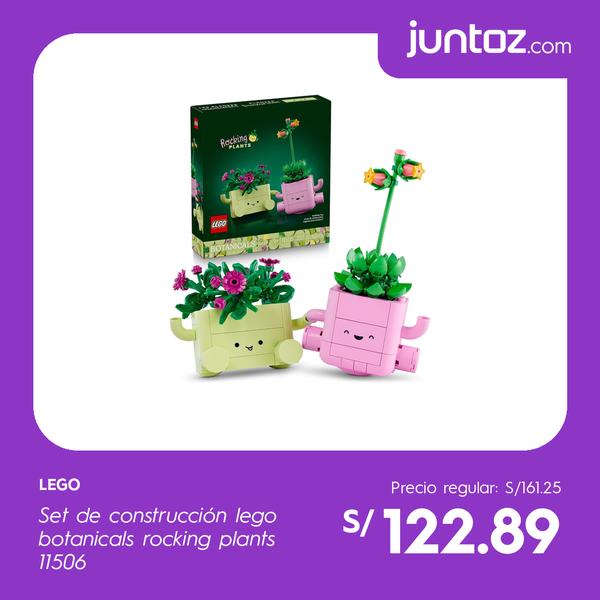 juntoz.com
Rocking
PLANTS
LEGO
BOTANICALS
LEGO
Precio regular: S/161.25
Set de construcción lego
botanicals rocking plants
11506
S/122.89